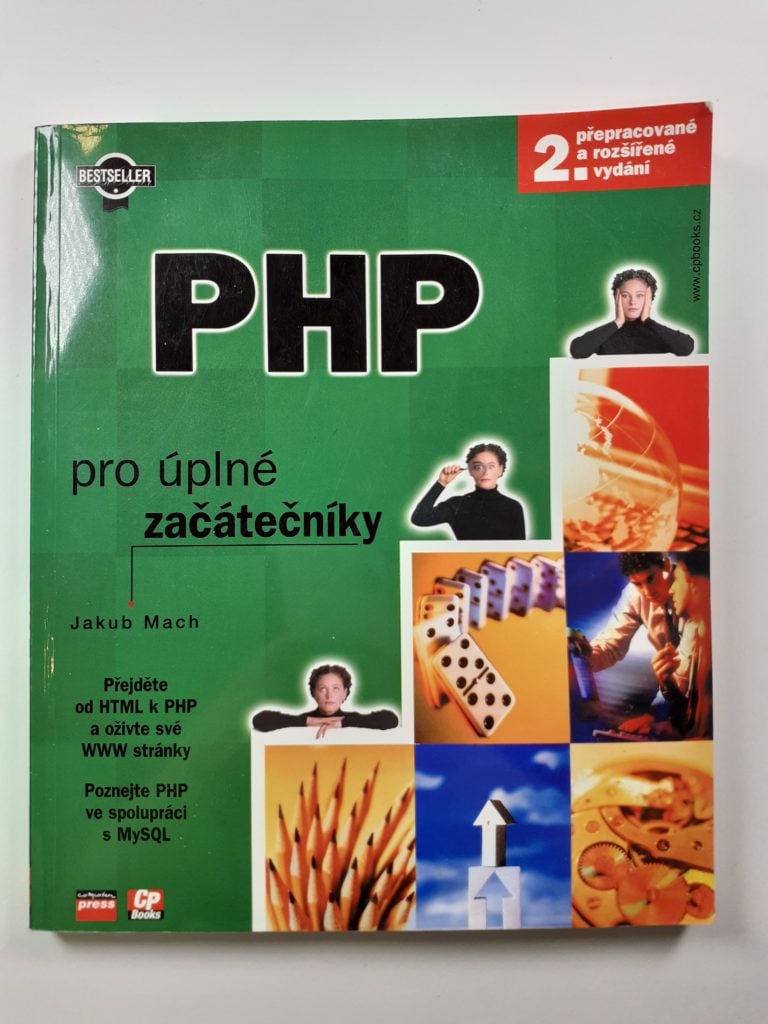 BESTSELLER
2. přepracované
a rozšířené
vydání
www.cpbooks.cz
PHP
pro úplné
začátečníky
Jakub Mach
Přejděte
od HTML k PHP
a oživte své
WWW stránky
Poznejte PHP
ve spolupráci
s MySQL
computer
press
CP
Books